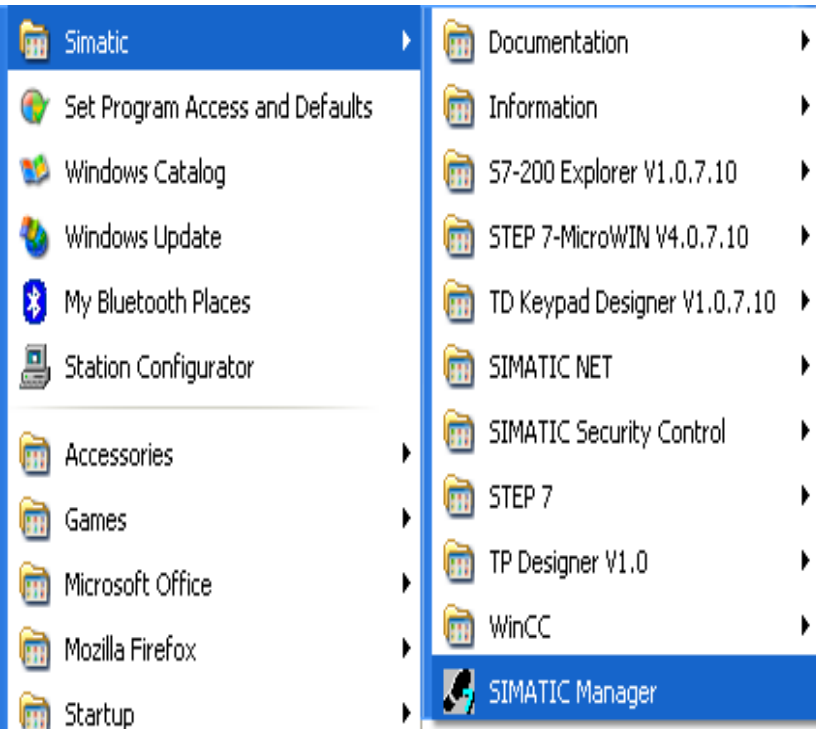 Simatic
Set Program Access and Defaults
Windows Catalog
Windows Update
My Bluetooth Places
Station Configurator
Accessories
Games
Microsoft Office
Mozilla Firefox
Startup
Documentation
Information
S7-200 Explorer V1.0.7.10
STEP 7-MicroWIN V4.0.7.10
TD Keypad Designer V1.0.7.10
SIMATIC NET
SIMATIC Security Control
STEP 7
TP Designer V1.0
WinCC
SIMATIC Manager